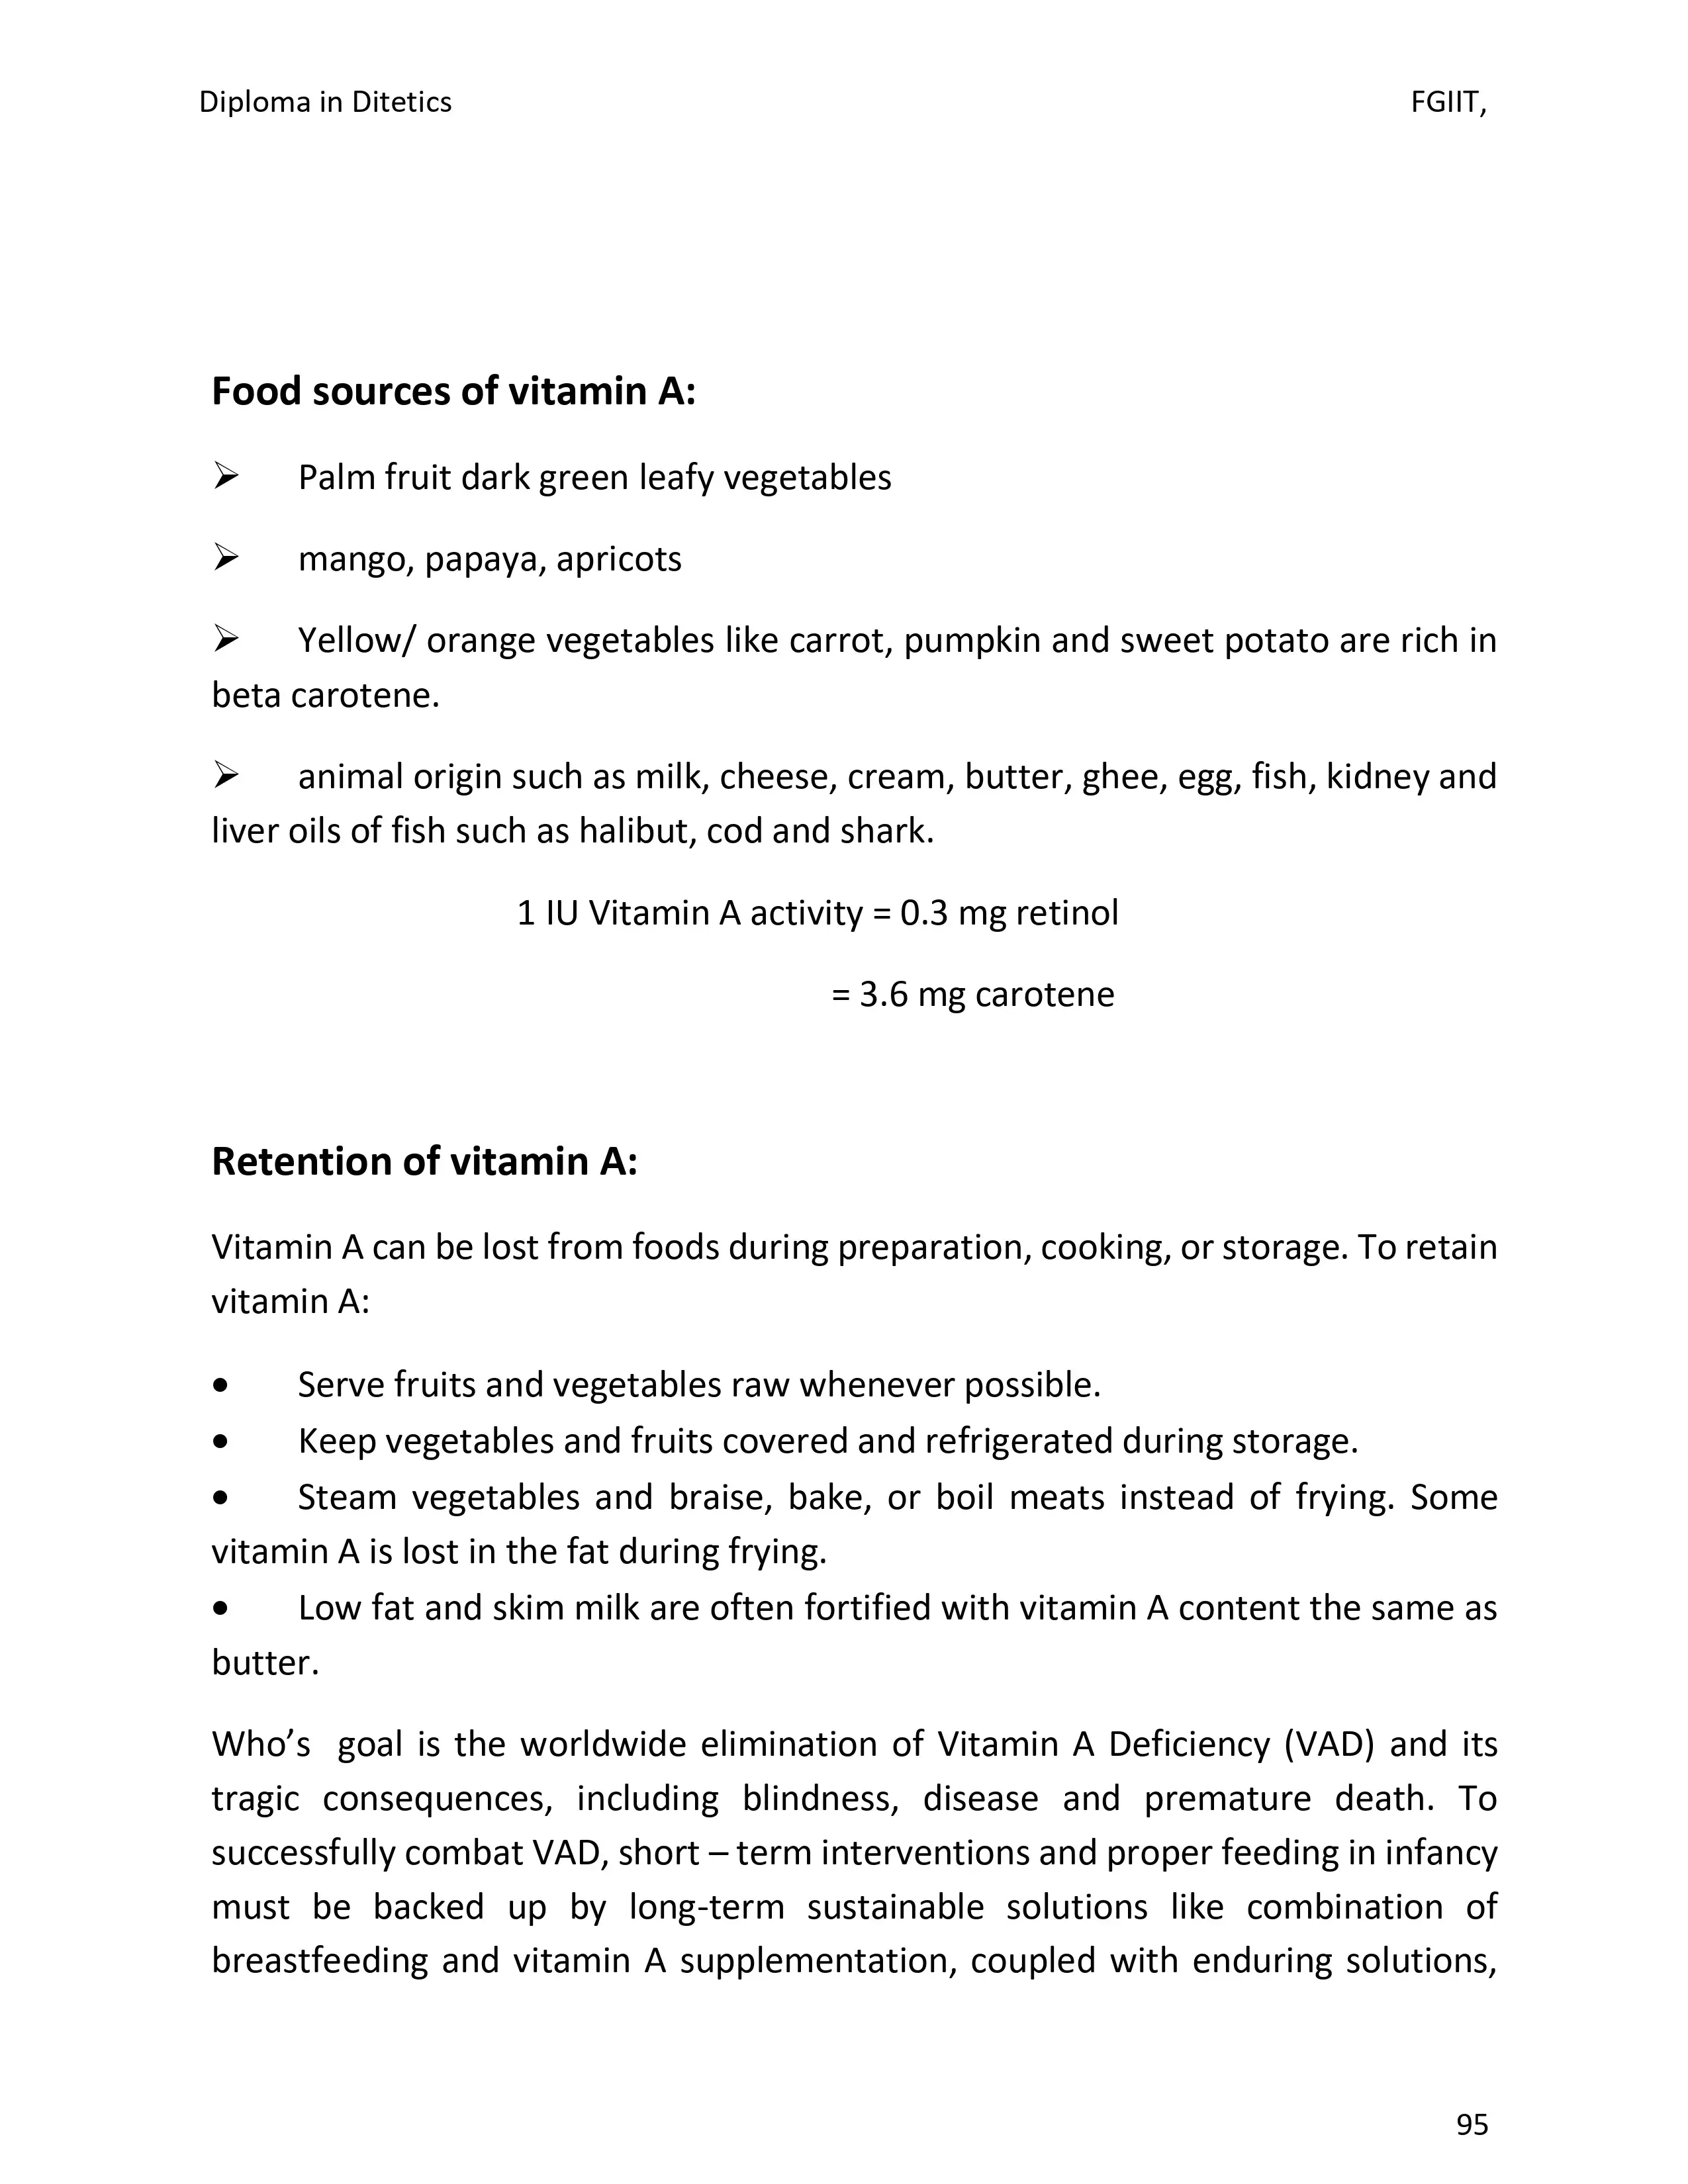 Diploma in Ditetics FGIIT,
Food sources of vitamin A:
➢ Palm fruit dark green leafy vegetables
➢ mango, papaya, apricots
➢ Yellow/ orange vegetables like carrot, pumpkin and sweet potato are rich in
beta carotene.
➢ animal origin such as milk, cheese, cream, butter, ghee, egg, fish, kidney and
liver oils of fish such as halibut, cod and shark.
1 IU Vitamin A activity = 0.3 mg retinol
= 3.6 mg carotene
Retention of vitamin A:
Vitamin A can be lost from foods during preparation, cooking, or storage. To retain
vitamin A:
• Serve fruits and vegetables raw whenever possible.
• Keep vegetables and fruits covered and refrigerated during storage.
• Steam vegetables and braise, bake, or boil meats instead of frying. Some
vitamin A is lost in the fat during frying.
• Low fat and skim milk are often fortified with vitamin A content the same as
butter.
Who’s goal is the worldwide elimination of Vitamin A Deficiency (VAD) and its
tragic consequences, including blindness, disease and premature death. To
successfully combat VAD, short – term interventions and proper feeding in infancy
must be backed up by long-term sustainable solutions like combination of
breastfeeding and vitamin A supplementation, coupled with enduring solutions,
95